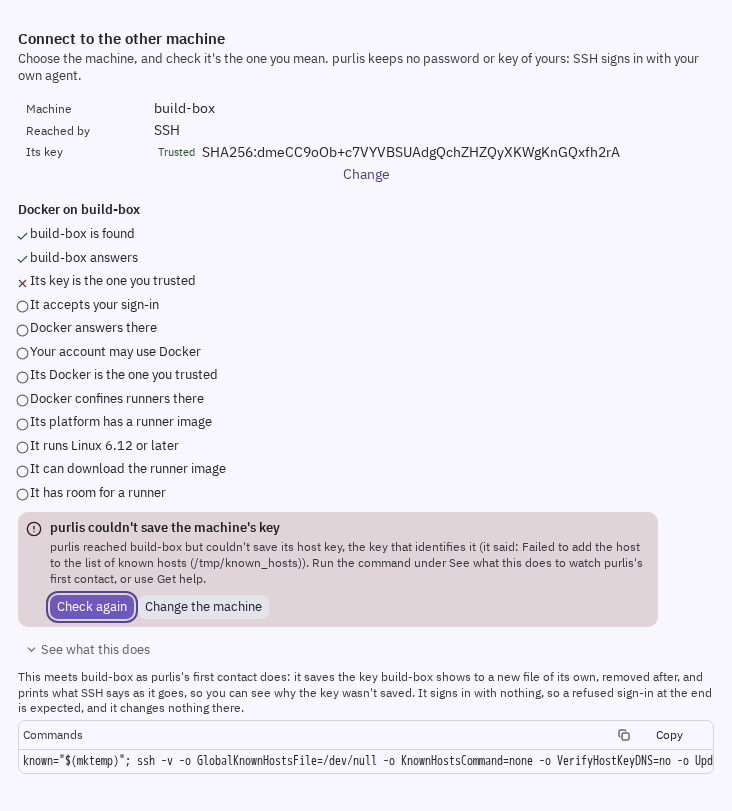 Connect to the other machine
Choose the machine, and check it's the one you mean. purlis keeps no password or key of yours: SSH signs in with your
own agent.
Machine build-box
Reached by SSH
Its key Trusted SHA256:dmeCC9oOb+c7VYVBSUAdgQchZHZQyXKWgKnGQxfh2rA
Change
Docker on build-box
build-box is found
build-box answers
Its key is the one you trusted
It accepts your sign-in
Docker answers there
Your account may use Docker
Its Docker is the one you trusted
Docker confines runners there
Its platform has a runner image
It runs Linux 6.12 or later
It can download the runner image
It has room for a runner
purlis couldn't save the machine's key
purlis reached build-box but couldn't save its host key, the key that identifies it (it said: Failed to add the host
to the list of known hosts (/tmp/known_hosts)). Run the command under See what this does to watch purlis's
first contact, or use Get help.
Check again Change the machine
See what this does
This meets build-box as purlis's first contact does: it saves the key build-box shows to a new file of its own, removed after, and
prints what SSH says as it goes, so you can see why the key wasn't saved. It signs in with nothing, so a refused sign-in at the end
is expected, and it changes nothing there.
Commands Copy
known="$(mktemp)"; ssh -v -o GlobalKnownHostsFile=/dev/null -o KnownHostsCommand=none -o VerifyHostKeyDNS=no -o Upd